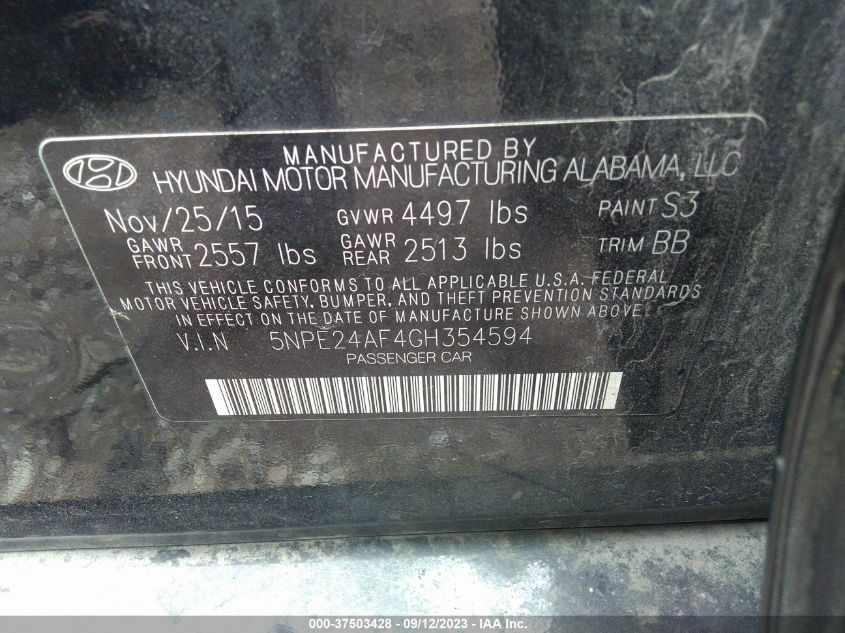 MANUFACTURED BY
HYUNDAI MOTOR MANUFACTURING ALABAMA, LLC
Nov/25/15 GVWR 4497 lbs PAINT S3
GAWR FRONT 2557 lbs GAWR REAR 2513 lbs TRIM BB
THIS VEHICLE CONFORMS TO ALL APPLICABLE U.S.A. FEDERAL
MOTOR VEHICLE SAFETY, BUMPER, AND THEFT PREVENTION STANDARDS
IN EFFECT ON THE DATE OF MANUFACTURE SHOWN ABOVE.
V.I.N 5NPE24AF4GH354594
PASSENGER CAR
000-37503428 - 09/12/2023 - IAA Inc.